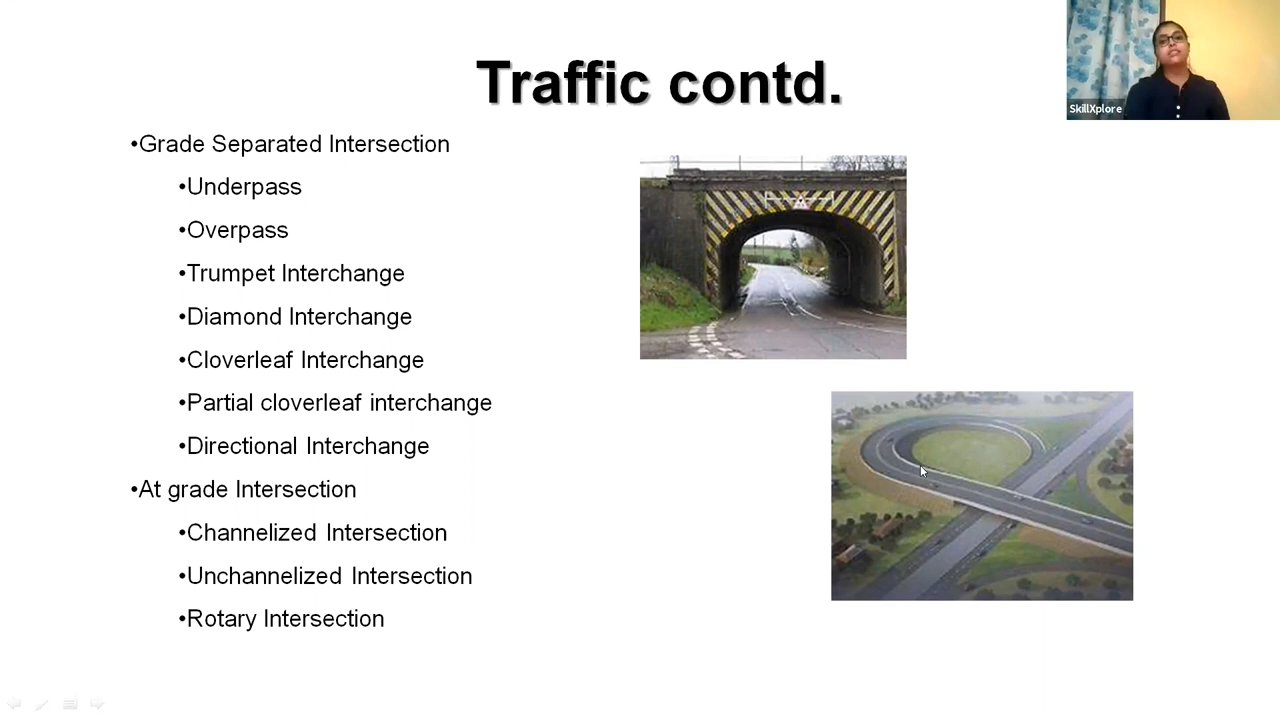 Traffic contd.
SkillXplore
•Grade Separated Intersection
•Underpass
•Overpass
•Trumpet Interchange
•Diamond Interchange
•Cloverleaf Interchange
•Partial cloverleaf interchange
•Directional Interchange
•At grade Intersection
•Channelized Intersection
•Unchannelized Intersection
•Rotary Intersection